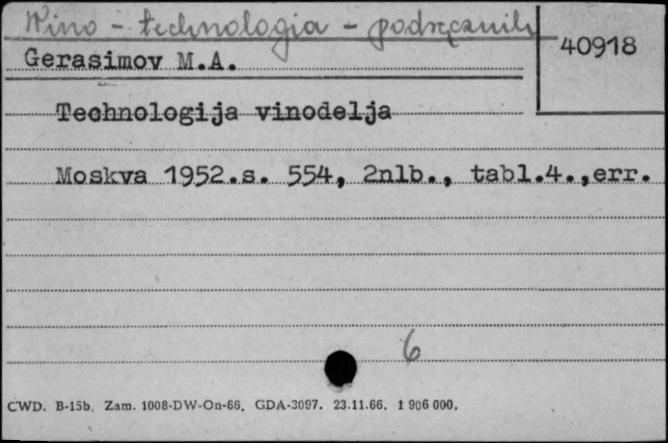 Wino - technologia - podręczniki
40918
Gerasimov M.A.
Technologija vinodelja
Moskva 1952.s. 554, 2nlb., tabl.4.,err.
6
CWD. B-15b. Zam. 1008-DW-On-66. GDA-3097. 23.11.66. 1 906 000.